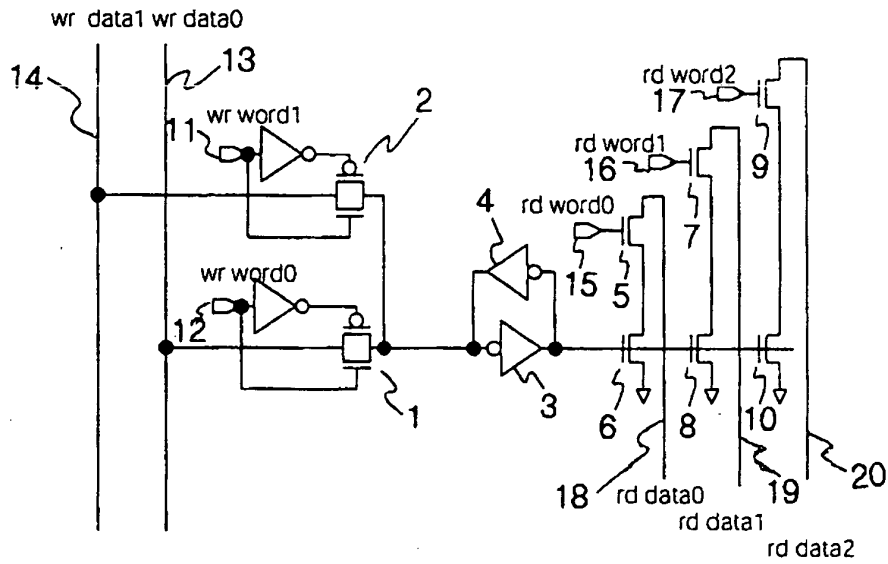 wr data1 wr data0
14
13
2
rd word2
17
wr word1
11
rd word1
9
16
4
rd word0
7
15
5
wr word0
12
3
1
6
8
10
18
rd data0
19
20
rd data1
rd data2